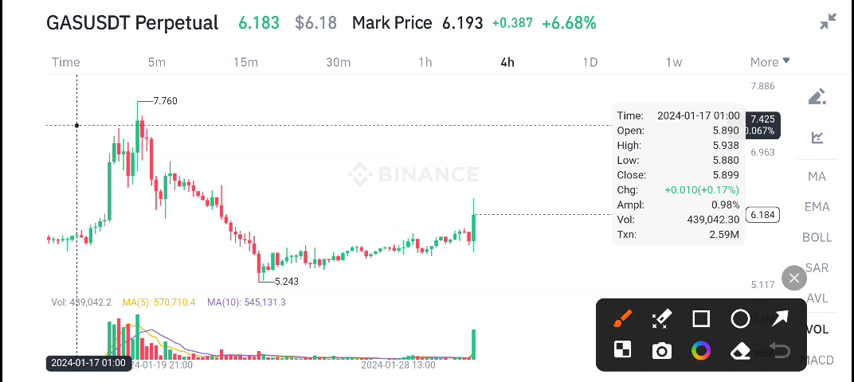 GASUSDT Perpetual 6.183 $6.18 Mark Price 6.193 +0.387 +6.68%
Time 5m 15m 30m 1h 4h 1D 1w More
7.886
7.760
Time: 2024-01-17 01:00
7.425
Open: 5.890
0.067%
High: 5.938
6.963
Low: 5.880
BINANCE
Close: 5.899
MA
Chg: +0.010(+0.17%)
Ampl: 0.98%
EMA
Vol: 439,042.30
6.184
Txn: 2.59M
BOLL
SAR
5.243
5.117
AVL
Vol: 439,042.2 MA(5): 570,710.4 MA(10): 545,131.3
VOL
MACD
2024-01-17 01:00
01-19 21:00
2024-01-28 13:00